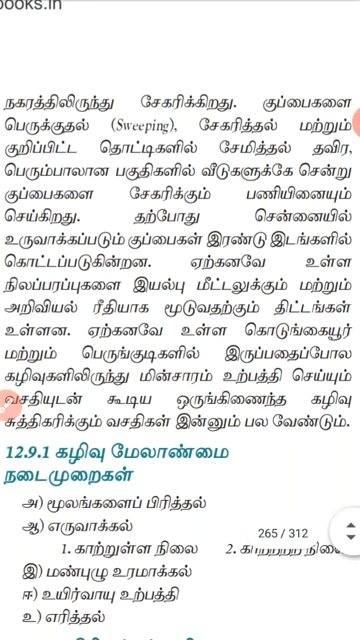 ooks.in
நகரத்திலிருந்து சேகரிக்கிறது. குப்பைகளை
பெருக்குதல் (Sweeping), சேகரித்தல் மற்றும்
குறிப்பிட்ட தொட்டிகளில் சேமித்தல் தவிர,
பெரும்பாலான பகுதிகளில் வீடுகளுக்கே சென்று
குப்பைகளை சேகரிக்கும் பணியினையும்
செய்கிறது. தற்போது சென்னையில்
உருவாக்கப்படும் குப்பைகள் இரண்டு இடங்களில்
கொட்டப்படுகின்றன. ஏற்கனவே உள்ள
நிலப்பரப்புகளை இயல்பு மீட்டலுக்கும் மற்றும்
அறிவியல் ரீதியாக மூடுவதற்கும் திட்டங்கள்
உள்ளன. ஏற்கனவே உள்ள கொடுங்கையூர்
மற்றும் பெருங்குடிகளில் இருப்பதைப்போல
கழிவுகளிலிருந்து மின்சாரம் உற்பத்தி செய்யும்
வசதியுடன் கூடிய ஒருங்கிணைந்த கழிவு
சுத்திகரிக்கும் வசதிகள் இன்னும் பல வேண்டும்.
12.9.1 கழிவு மேலாண்மை
நடைமுறைகள்
அ) மூலங்களைப் பிரித்தல்
ஆ) எருவாக்கல்
265 / 312
1. காற்றுள்ள நிலை 2.
இ) மண்புழு உரமாக்கல்
ஈ) உயிர்வாயு உற்பத்தி
உ) எரித்தல்